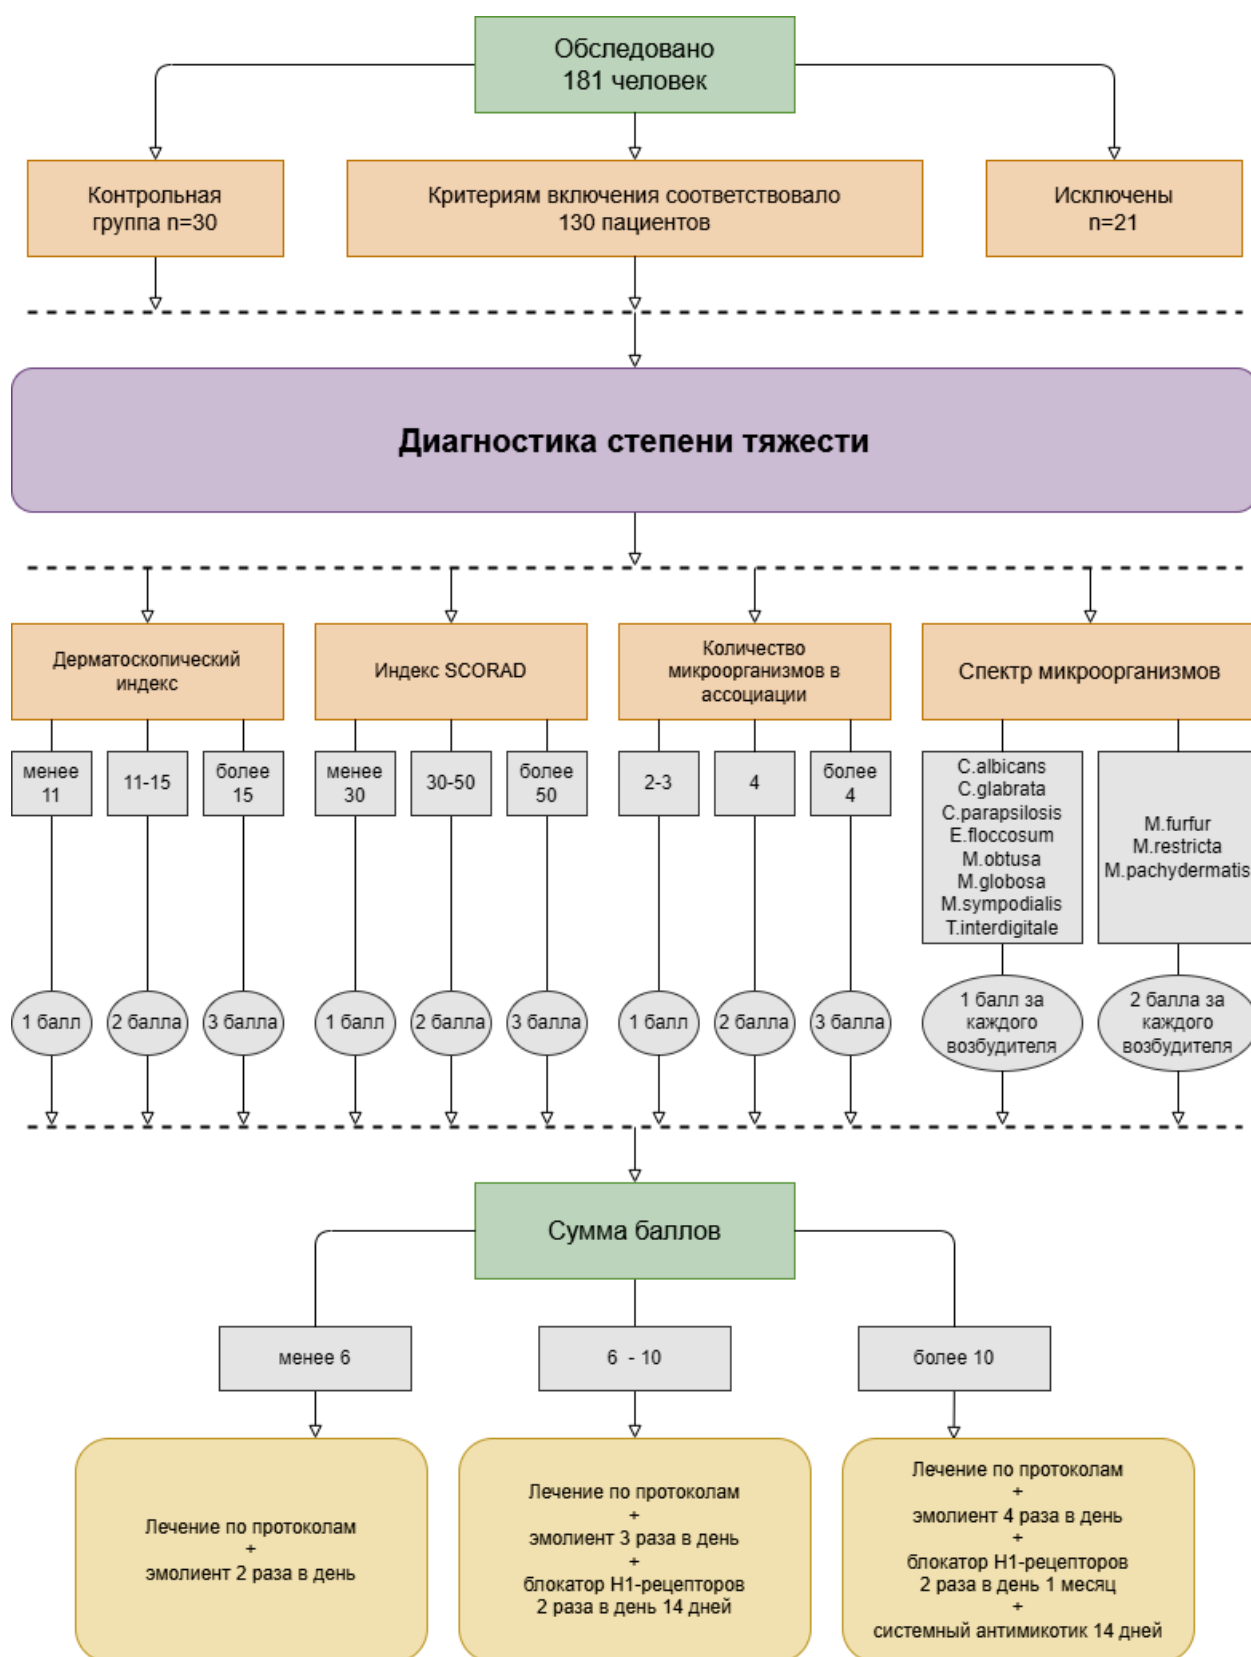 Обследовано
181 человек
Контрольная
группа n=30
Критериям включения соответствовало
130 пациентов
Исключены
n=21
Диагностика степени тяжести
Дерматоскопический
индекс
Индекс SCORAD
Количество
микроорганизмов в
ассоциации
Спектр микроорганизмов
менее
11
11-15
более
15
менее
30
30-50
более
50
2-3
4
более
4
C.albicans
C.glabrata
C.parapsilosis
E.floccosum
M.obtusa
M.globosa
M.sympodialis
T.interdigitale
M.furfur
M.restricta
M.pachydermatis
1 балл
2 балла
3 балла
1 балл
2 балла
3 балла
1 балл
2 балла
3 балла
1 балл за
каждого
возбудителя
2 балла за
каждого
возбудителя
Сумма баллов
менее 6
6 - 10
более 10
Лечение по протоколам
+
эмолиент 2 раза в день
Лечение по протоколам
+
эмолиент 3 раза в день
+
блокатор H1-рецепторов
2 раза в день 14 дней
Лечение по протоколам
+
эмолиент 4 раза в день
+
блокатор H1-рецепторов
2 раза в день 1 месяц
+
системный антимикотик 14 дней